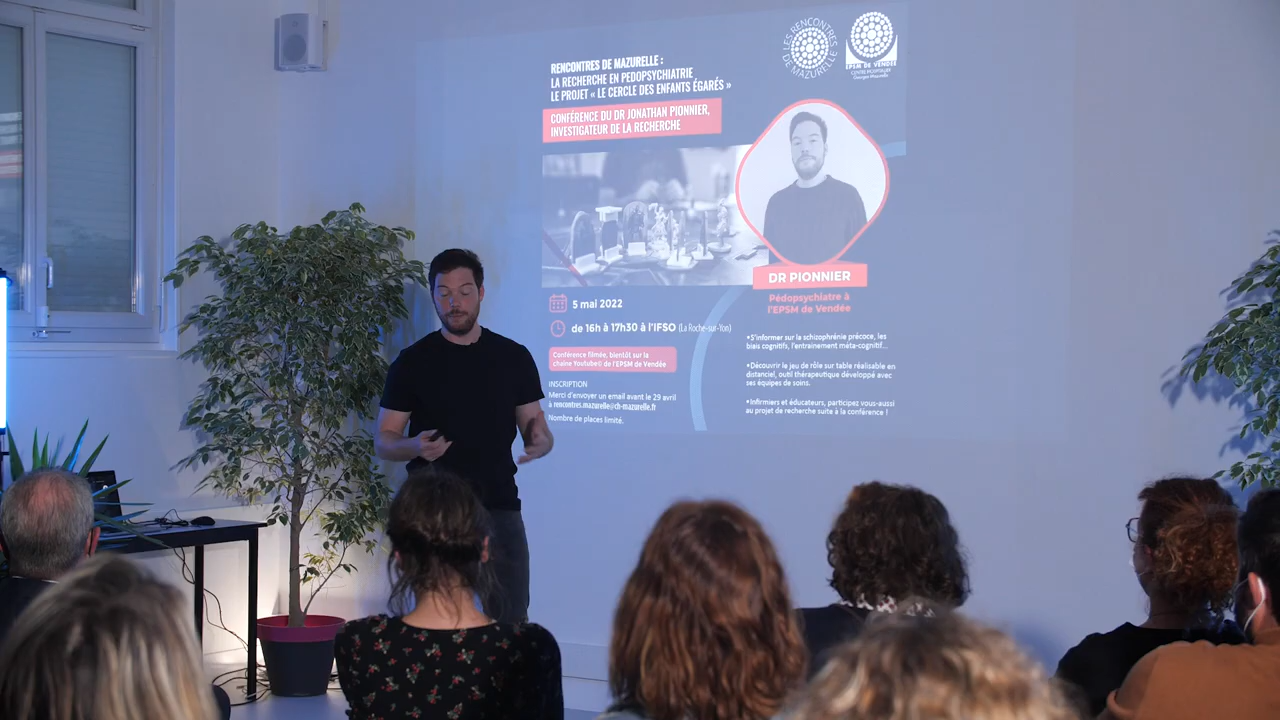 RENCONTRES DE MAZURELLE :
LA RECHERCHE EN PEDOPSYCHIATRIE
LE PROJET « LE CERCLE DES ENFANTS ÉGARÉS »
CONFÉRENCE DU DR JONATHAN PIONNIER,
INVESTIGATEUR DE LA RECHERCHE
LES RENCONTRES
DE MAZURELLE
EPSM DE VENDÉE
CENTRE HOSPITALIER
Georges Mazurelle
DR PIONNIER
Pédopsychiatre à
l'EPSM de Vendée
5 mai 2022
de 16h à 17h30 à l'IFSO (La Roche-sur-Yon)
Conférence filmée, bientôt sur la
chaîne Youtube© de l'EPSM de Vendée
INSCRIPTION
Merci d'envoyer un email avant le 29 avril
à rencontres.mazurelle@ch-mazurelle.fr
Nombre de places limité.
•S'informer sur la schizophrénie précoce, les
biais cognitifs, l'entrainement méta-cognitif...
•Découvrir le jeu de rôle sur table réalisable en
distanciel, outil thérapeutique développé avec
ses équipes de soins.
•Infirmiers et éducateurs, participez vous-aussi
au projet de recherche suite à la conférence !